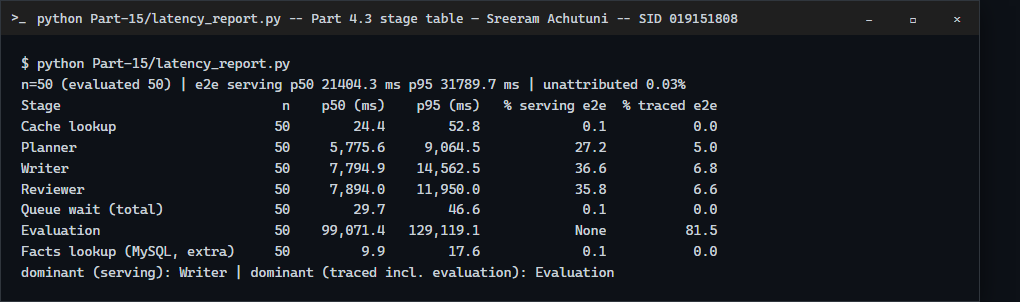 >_ python Part-15/latency_report.py -- Part 4.3 stage table — Sreeram Achutuni -- SID 019151808
$ python Part-15/latency_report.py
n=50 (evaluated 50) | e2e serving p50 21404.3 ms p95 31789.7 ms | unattributed 0.03%
Stage n p50 (ms) p95 (ms) % serving e2e % traced e2e
Cache lookup 50 24.4 52.8 0.1 0.0
Planner 50 5,775.6 9,064.5 27.2 5.0
Writer 50 7,794.9 14,562.5 36.6 6.8
Reviewer 50 7,894.0 11,950.0 35.8 6.6
Queue wait (total) 50 29.7 46.6 0.1 0.0
Evaluation 50 99,071.4 129,119.1 None 81.5
Facts lookup (MySQL, extra) 50 9.9 17.6 0.1 0.0
dominant (serving): Writer | dominant (traced incl. evaluation): Evaluation